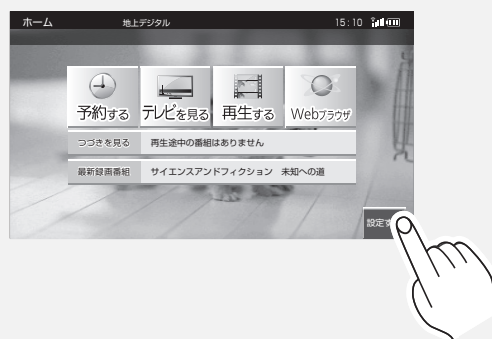 ホーム 地上デジタル 15:10
予約する テレビを見る 再生する Webブラウザ
つづきを見る 再生途中の番組はありません
最新録画番組 サイエンスアンドフィクション 未知への道
設定す